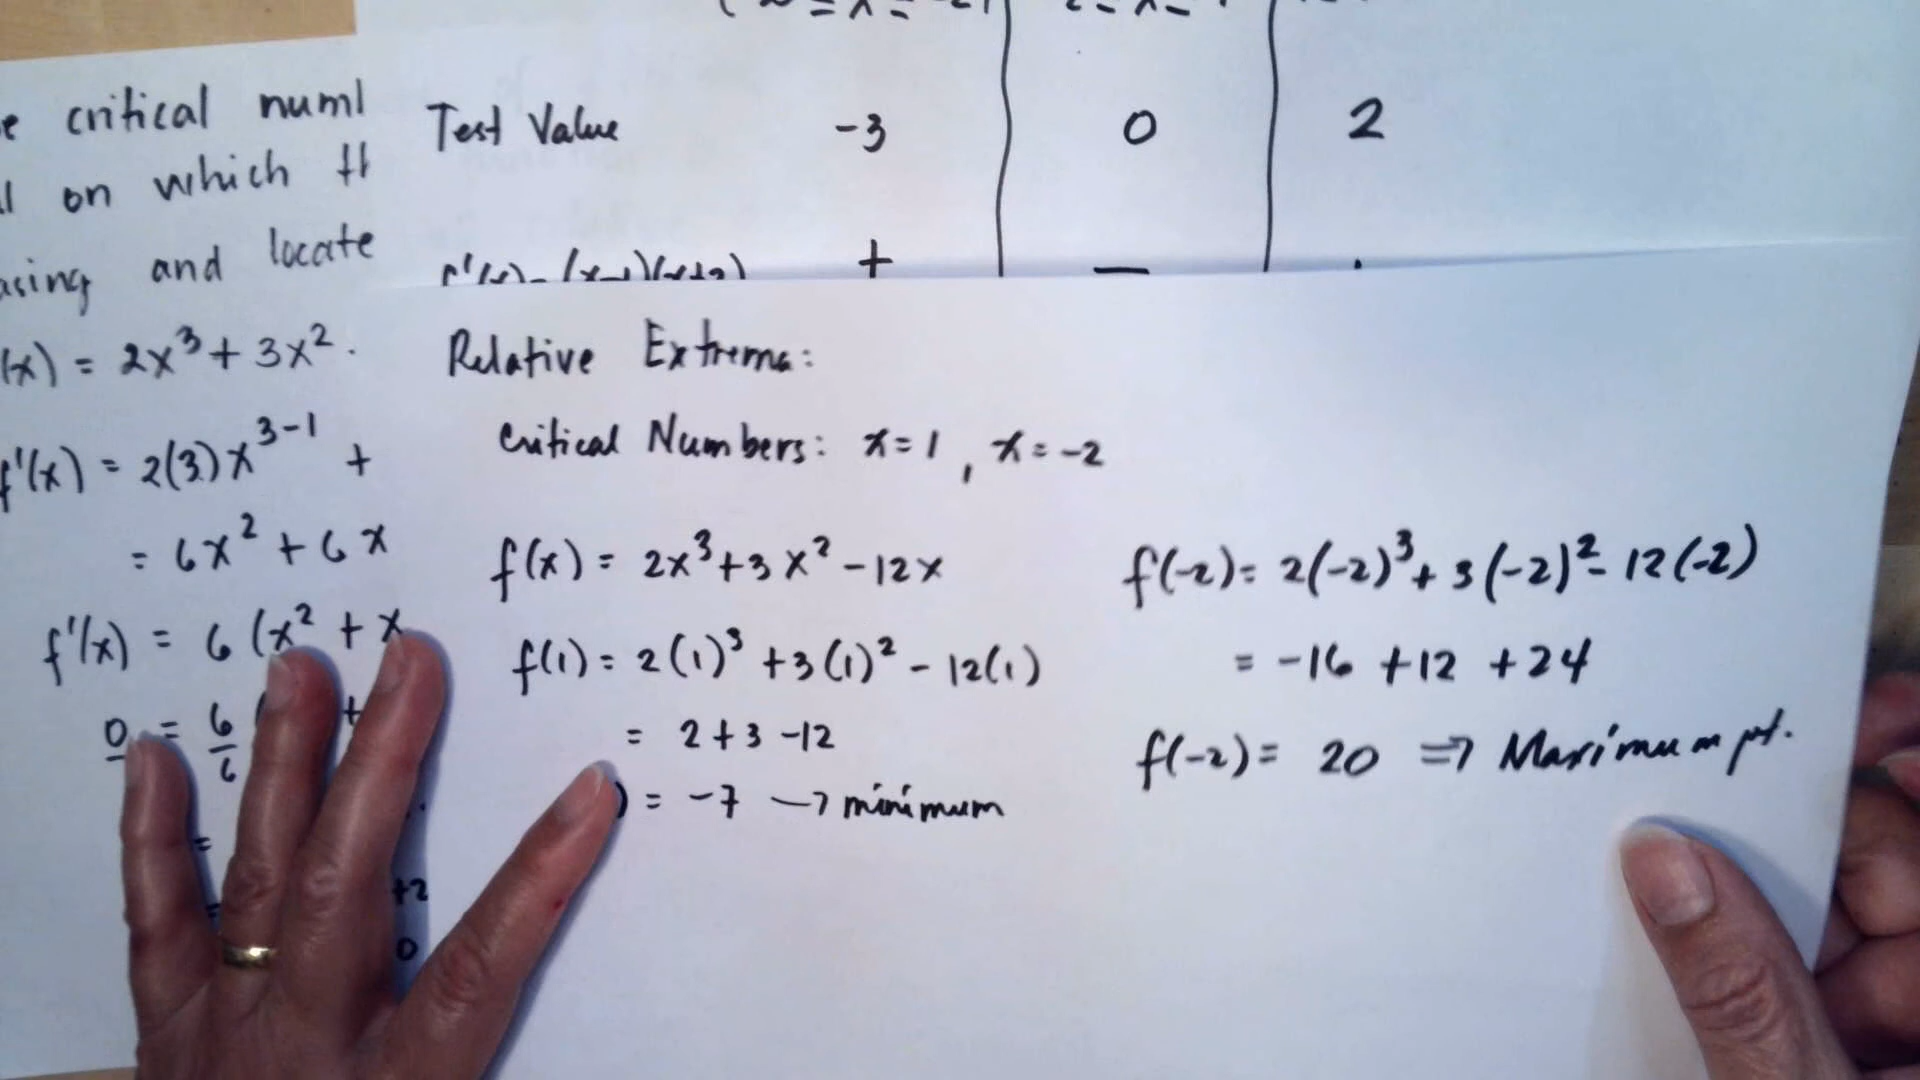 critical
on which
and locate
= 2x³ + 3x²
f'(x) = 2(3)x³⁻¹ +
= 6x² + 6x
f'(x) = 6(x² + x
0 = 6
6
Test Value -3 0 2
+ —
Relative Extrema:
Critical Numbers: x = 1 , x = -2
f(x) = 2x³ + 3x² - 12x
f(1) = 2(1)³ + 3(1)² - 12(1)
= 2 + 3 - 12
) = -7 → minimum
f(-2) = 2(-2)³ + 3(-2)² - 12(-2)
= -16 + 12 + 24
f(-2) = 20 ⇒ Maximum pt.